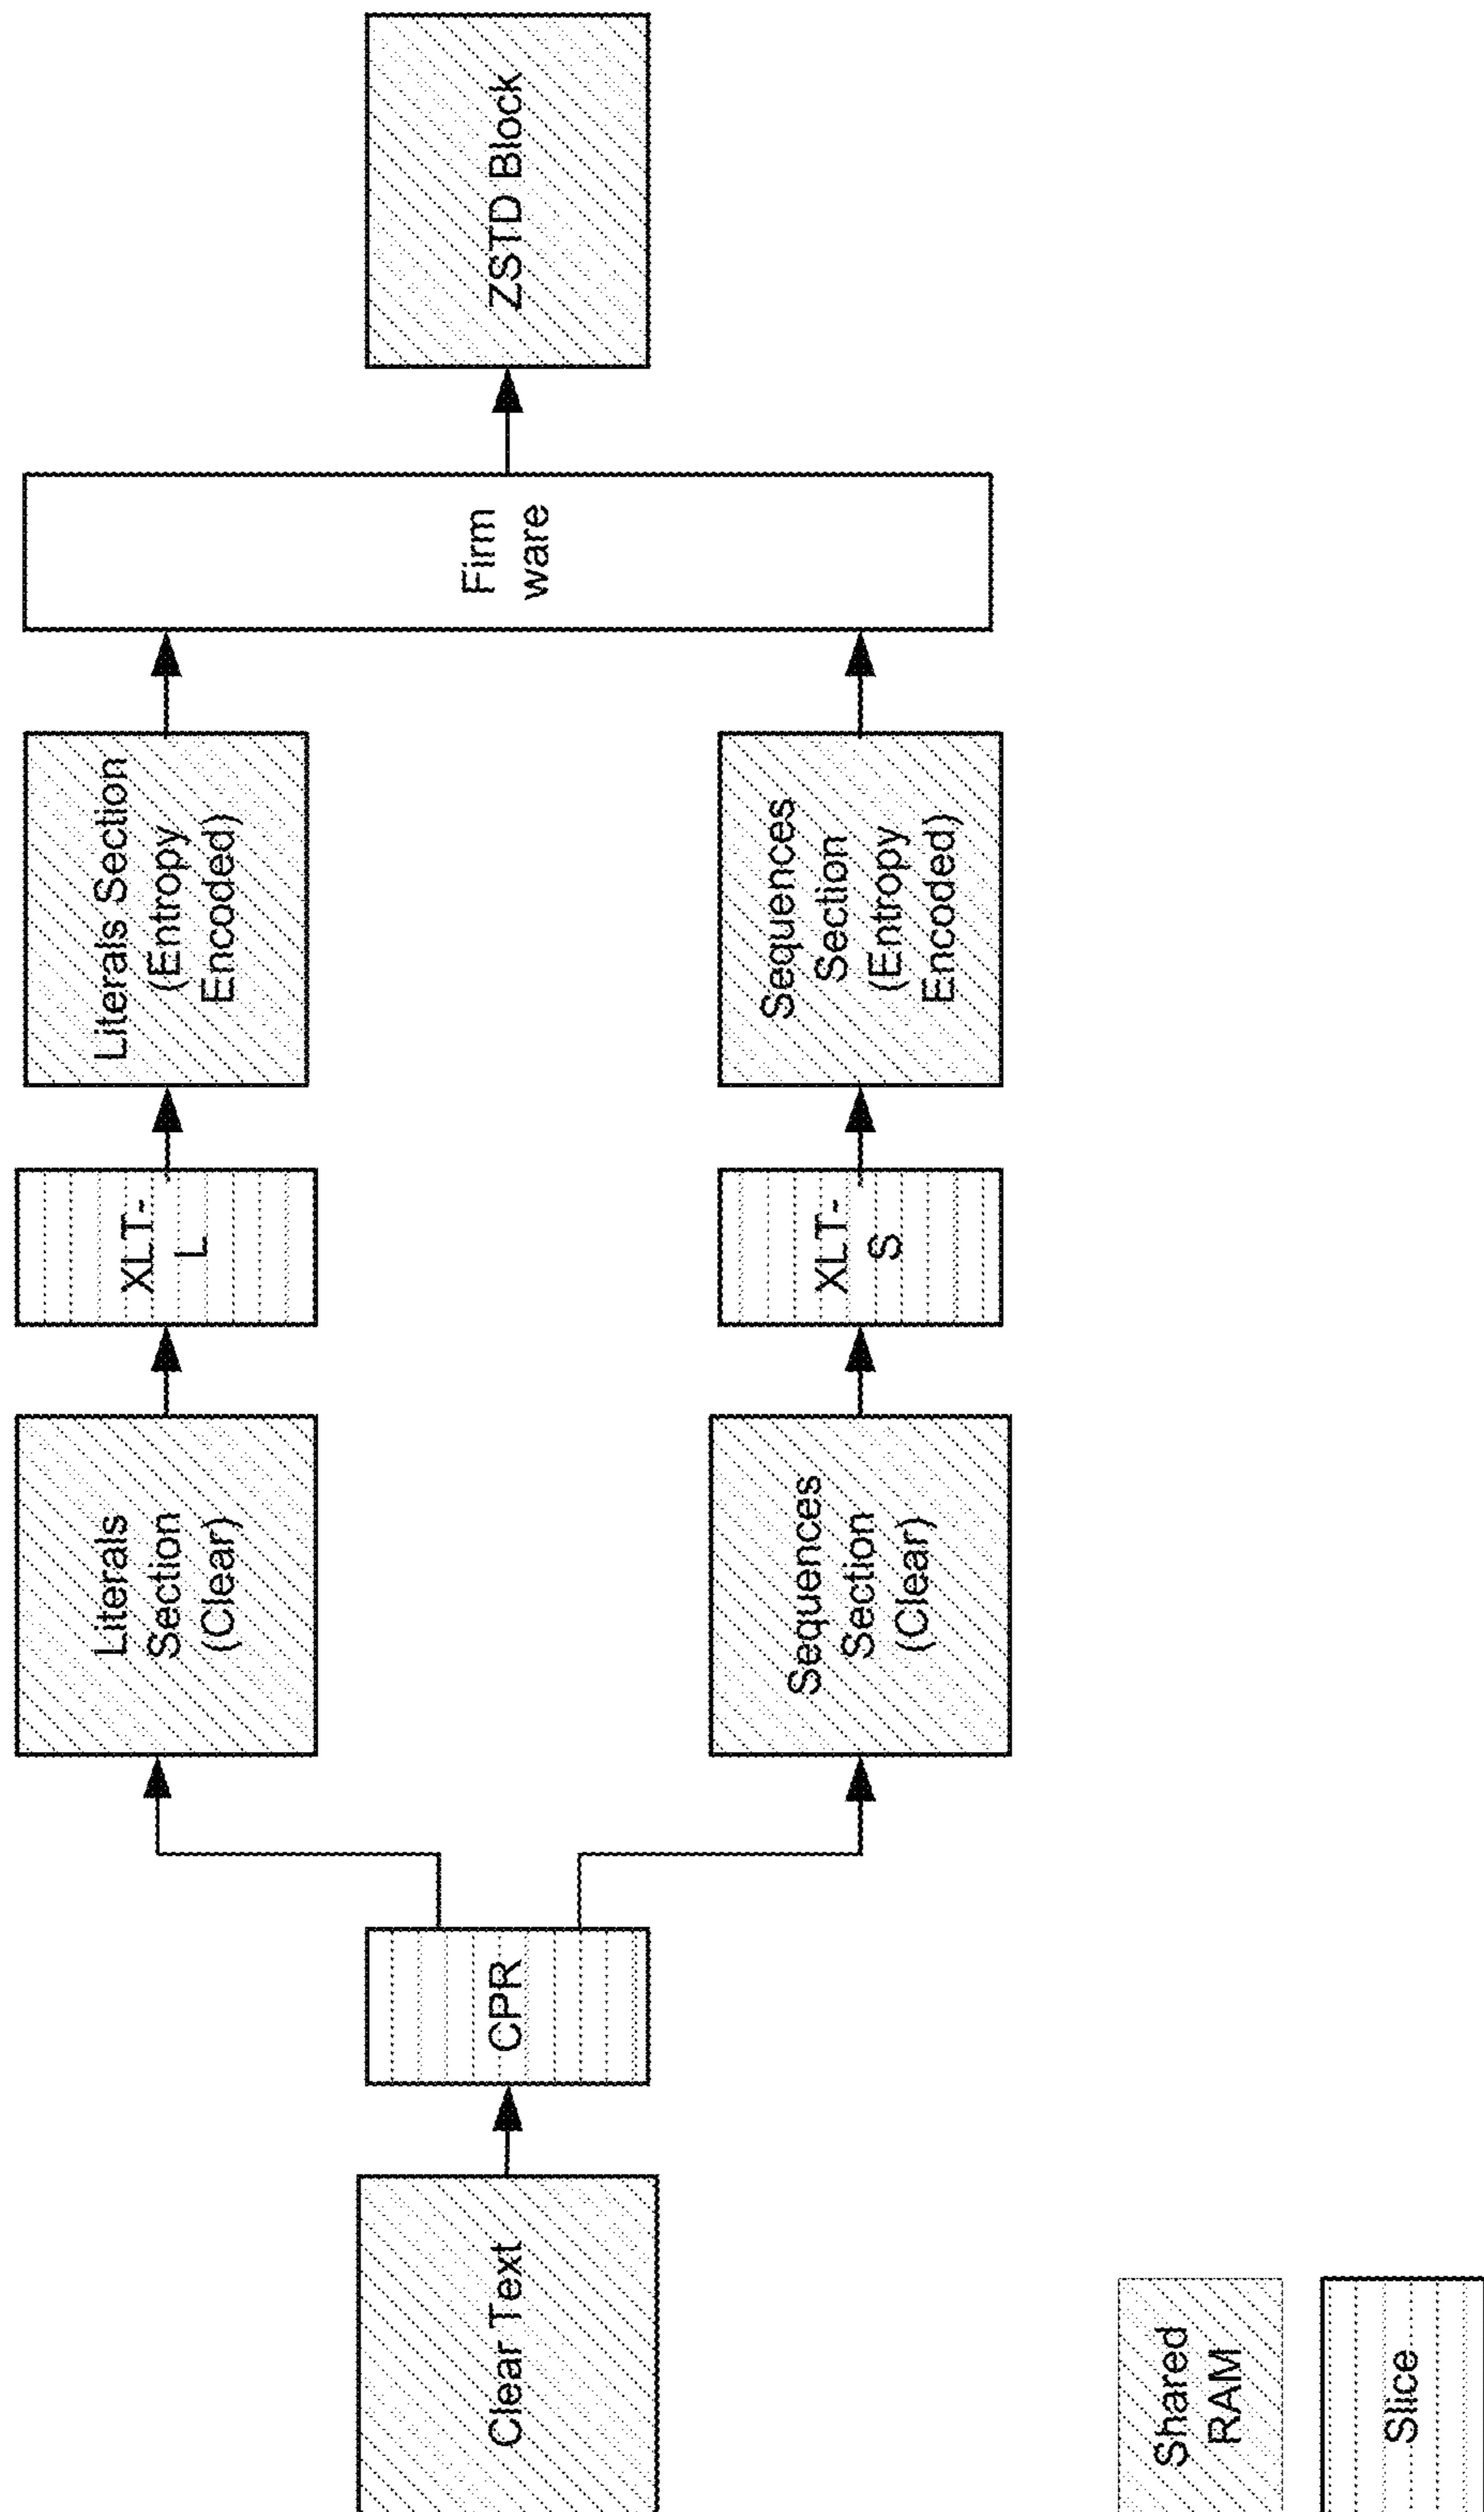 Clear Text
CPR
Literals
Section
(Clear)
XLT-
L
Literals Section
(Entropy
Encoded)
Sequences
Section
(Clear)
XLT-
S
Sequences
Section
(Entropy
Encoded)
Firm
ware
ZSTD Block
Shared
RAM
Slice